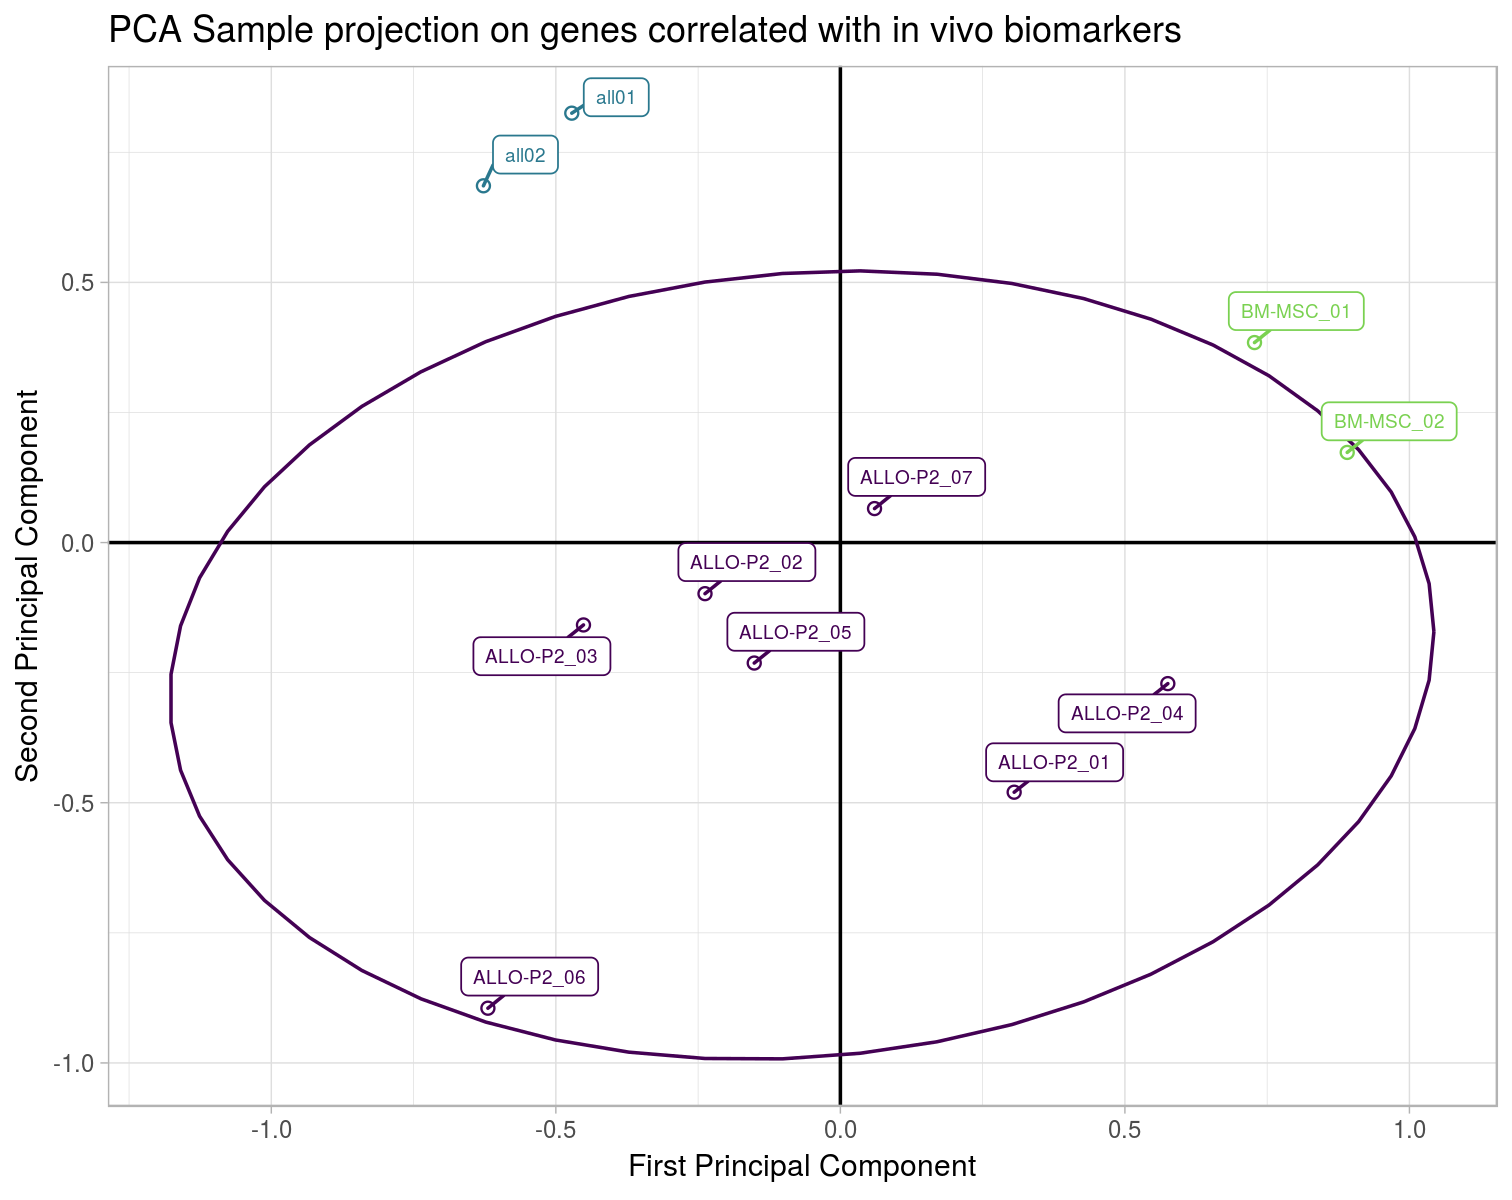 PCA Sample projection on genes correlated with in vivo biomarkers
all01
all02
0.5
BM-MSC_01
BM-MSC_02
ALLO-P2_07
0.0
ALLO-P2_02
ALLO-P2_05
ALLO-P2_03
ALLO-P2_04
ALLO-P2_01
-0.5
ALLO-P2_06
-1.0
Second Principal Component
-1.0
-0.5
0.0
0.5
1.0
First Principal Component